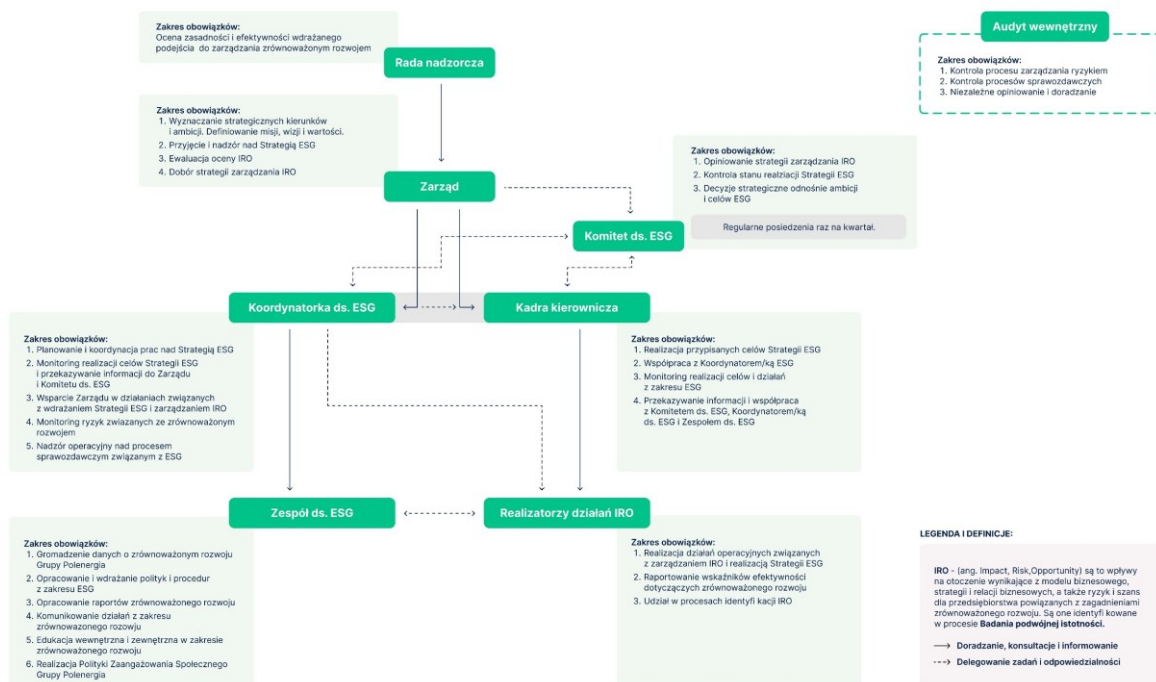 Zakres obowiązków:
Ocena zasadności i efektywności wdrażanego
podejścia do zarządzania zrównoważonym rozwojem
Rada nadzorcza
Audyt wewnętrzny
Zakres obowiązków:
1. Kontrola procesu zarządzania ryzykiem
2. Kontrola procesów sprawozdawczych
3. Niezależne opiniowanie i doradzanie
Zakres obowiązków:
1. Wyznaczanie strategicznych kierunków
i ambicji. Definiowanie misji, wizji i wartości.
2. Przyjęcie i nadzór nad Strategią ESG
3. Ewaluacja oceny IRO
4. Dobór strategii zarządzania IRO
Zarząd
Zakres obowiązków:
1. Opiniowanie strategii zarządzania IRO
2. Kontrola stanu realziacji Strategii ESG
3. Decyzje strategiczne odnośnie ambicji
i celów ESG
Regularne posiedzenia raz na kwartał.
Komitet ds. ESG
Koordynatorka ds. ESG
Kadra kierownicza
Zakres obowiązków:
1. Planowanie i koordynacja prac nad Strategią ESG
2. Monitoring realizacji celów Strategii ESG
i przekazywanie informacji do Zarządu
i Komitetu ds. ESG
3. Wsparcie Zarządu w działaniach związanych
z wdrażaniem Strategii ESG i zarządzaniem IRO
4. Monitoring ryzyk zwiazanych ze zrównoważonym
rozwojem
5. Nadzór operacyjny nad procesem
sprawozdawczym związanym z ESG
Zakres obowiązków:
1. Realizacja przypisanych celów Strategii ESG
2. Współpraca z Koordynatorem/ką ESG
3. Monitoring realizacji celów i działań
z zakresu ESG
4. Przekazywanie informacji i współpraca
z Komitetem ds. ESG, Koordynatorem/ką
ds. ESG i Zespołem ds. ESG
Zespół ds. ESG
Realizatorzy działań IRO
Zakres obowiązków:
1. Gromadzenie danych o zrównoważonym rozwoju
Grupy Polenergia
2. Opracowanie i wdrażanie polityk i procedur
z zakresu ESG
3. Opracowanie raportów zrównoważonego rozwoju
4. Komunikowanie działań z zakresu
zrównowazonego rozowju
5. Edukacja wewnętrzna i zewnętrzna w zakresie
zrównoważonego rozwoju
6. Realizacja Polityki Zaangażowania Społecznego
Grupy Polenergia
Zakres obowiązków:
1. Realizacja działań operacyjnych związanych
z zarządzaniem IRO i realizacją Strategii ESG
2. Raportowanie wskaźników efektywności
dotyczących zrównoważonego rozwoju
3. Udział w procesach identyfi kacji IRO
LEGENDA I DEFINICJE:
IRO - (ang. Impact, Risk,Opportunity) są to wpływy
na otoczenie wynikające z modelu biznesowego,
strategii i relacji biznesowych, a także ryzyk i szans
dla przedsiębiorstwa powiązanych z zagadnieniami
zrównoważonego rozwoju. Są one identyfi kowane
w procesie Badania podwójnej istotności.
Doradzanie, konsultacje i informowanie
Delegowanie zadań i odpowiedzialności